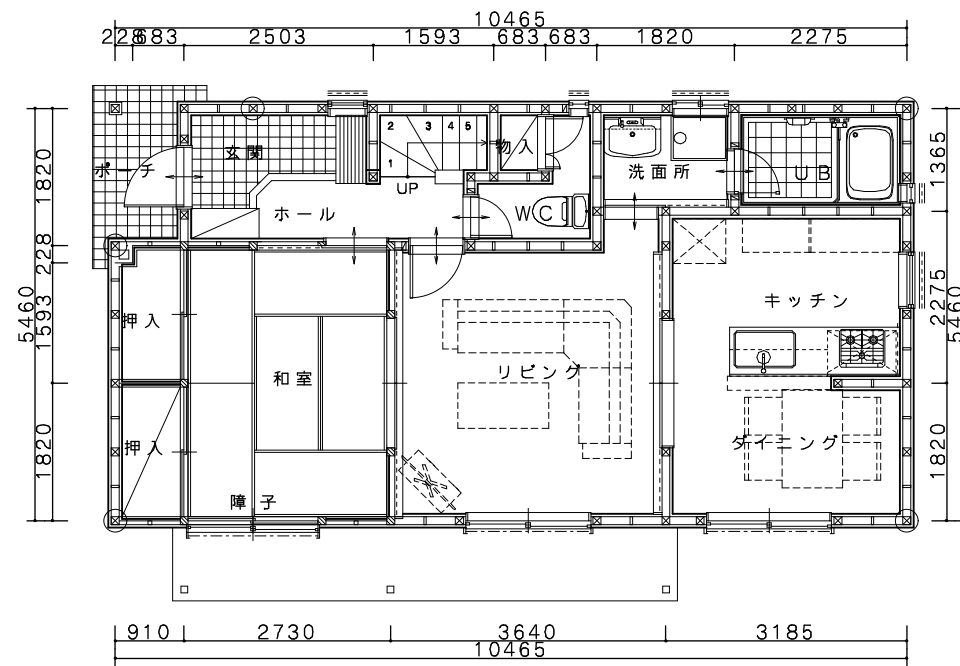 10465
228 683 2503 1593 683 683 1820 2275
2 3 4 5
1
UP
物入
玄関
ポーチ
ホール
WC
洗面所
UB
押入
和室
押入
障子
リビング
キッチン
ダイニング
1820
228
1593
1820
5460
1365
2275
1820
5460
910 2730 3640 3185
10465